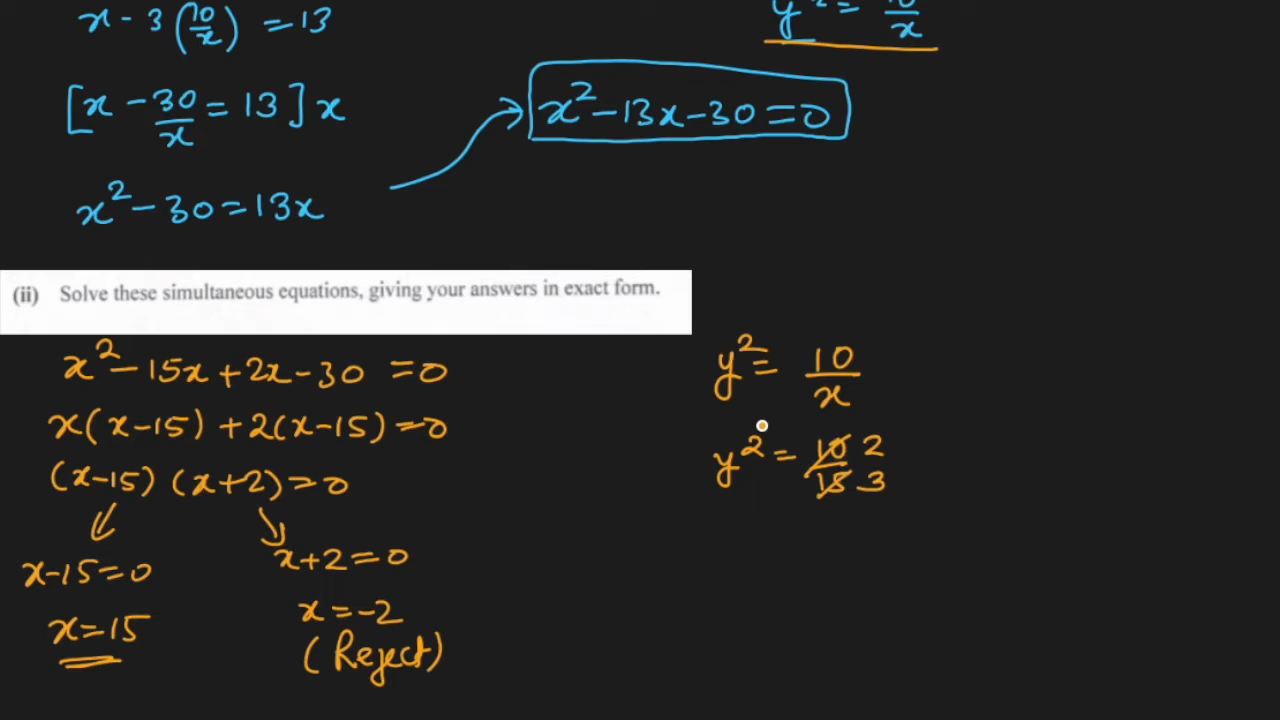 x - 3(10/x) = 13
y² = 10/x
[x - 30/x = 13] x
x² - 13x - 30 = 0
x² - 30 = 13x
(ii) Solve these simultaneous equations, giving your answers in exact form.
x² - 15x + 2x - 30 = 0
x(x - 15) + 2(x - 15) = 0
(x - 15) (x + 2) = 0
x - 15 = 0
x = 15
x + 2 = 0
x = -2
(Reject)
y² = 10/x
y² = 10/15 2/3